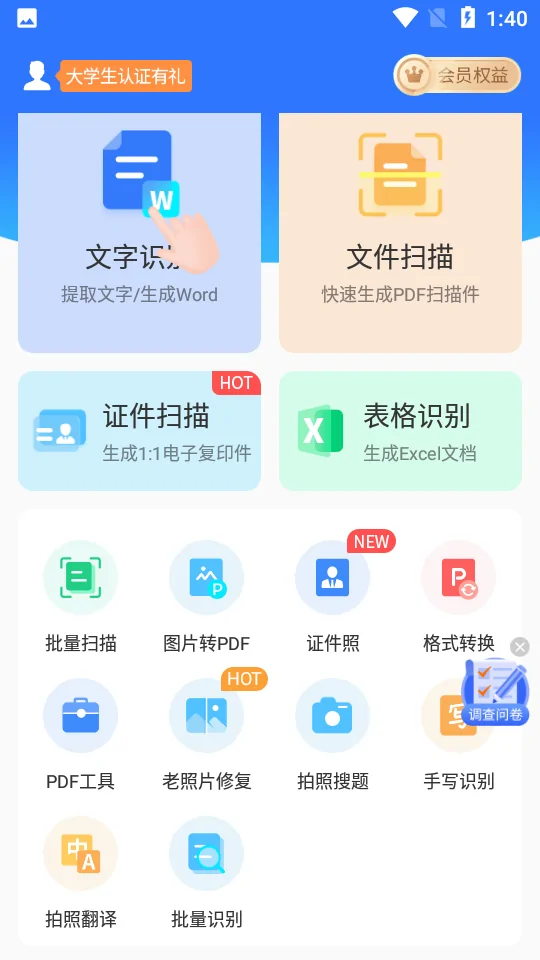 1:40
大学生认证有礼
会员权益
W
文字识别
提取文字/生成Word
文件扫描
快速生成PDF扫描件
HOT
证件扫描
生成1:1电子复印件
X
表格识别
生成Excel文档
批量扫描
P
图片转PDF
NEW
证件照
P
格式转换
调查问卷
PDF工具
HOT
老照片修复
拍照搜题
写
手写识别
中
A
拍照翻译
批量识别